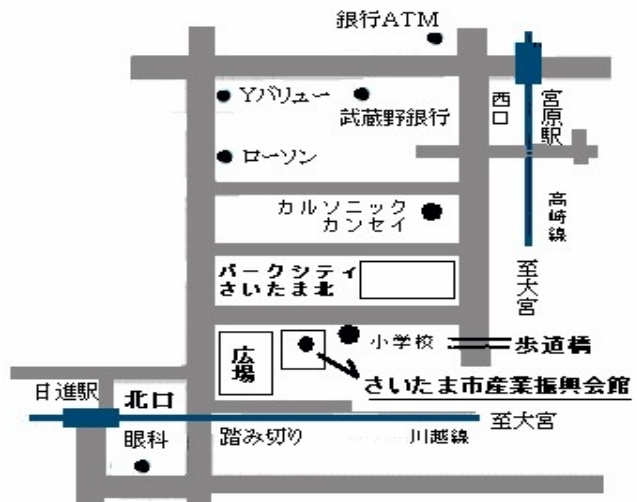 銀行ATM
Yバリュー
武蔵野銀行
西口
宮原駅
ローソン
高崎線
カルソニック
カンセイ
パークシティ
さいたま北
至大宮
広場
小学校
歩道橋
さいたま市産業振興会館
日進駅
北口
至大宮
眼科
踏み切り
川越線